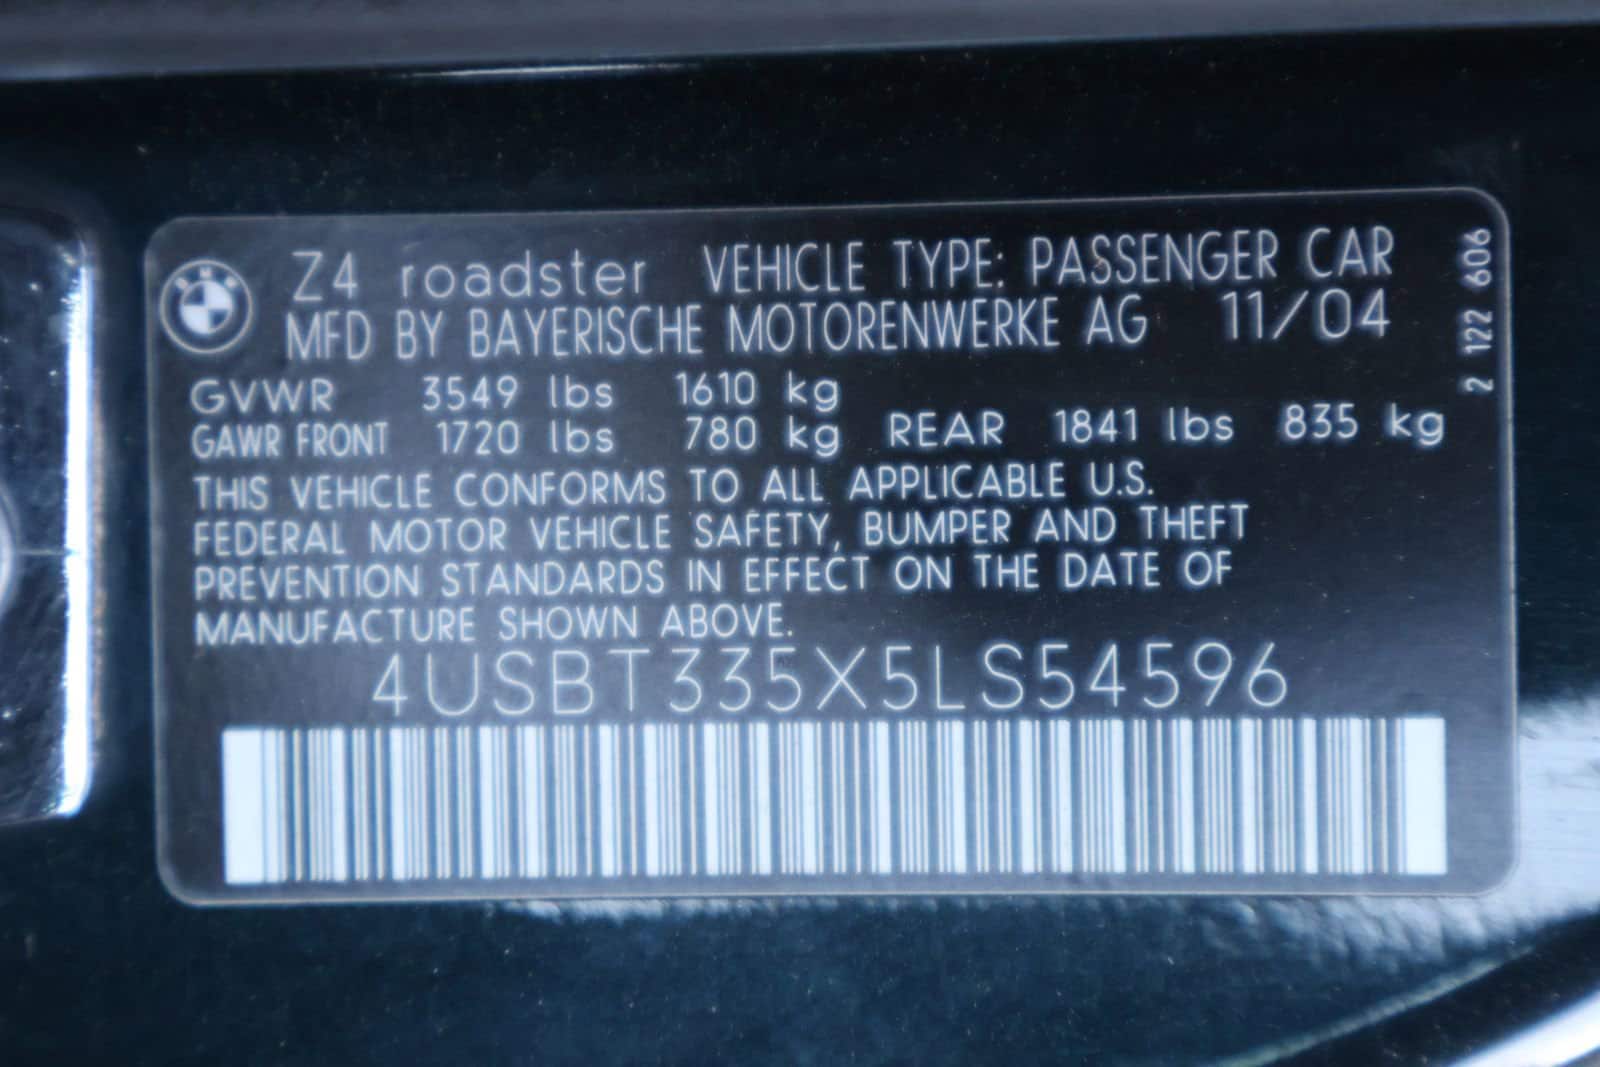 Z4 roadster VEHICLE TYPE: PASSENGER CAR
MFD BY BAYERISCHE MOTORENWERKE AG 11/04
GVWR 3549 lbs 1610 kg
GAWR FRONT 1720 lbs 780 kg REAR 1841 lbs 835 kg
THIS VEHICLE CONFORMS TO ALL APPLICABLE U.S.
FEDERAL MOTOR VEHICLE SAFETY, BUMPER AND THEFT
PREVENTION STANDARDS IN EFFECT ON THE DATE OF
MANUFACTURE SHOWN ABOVE.
4USBT335X5LS54596
2 122 606